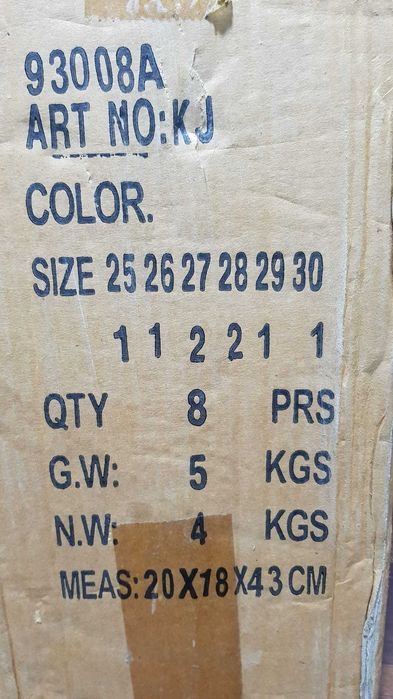 93008A
ART NO:KJ
COLOR.
SIZE 25 26 27 28 29 30
1 1 2 2 1 1
QTY 8 PRS
G.W: 5 KGS
N.W: 4 KGS
MEAS:20X18X43CM